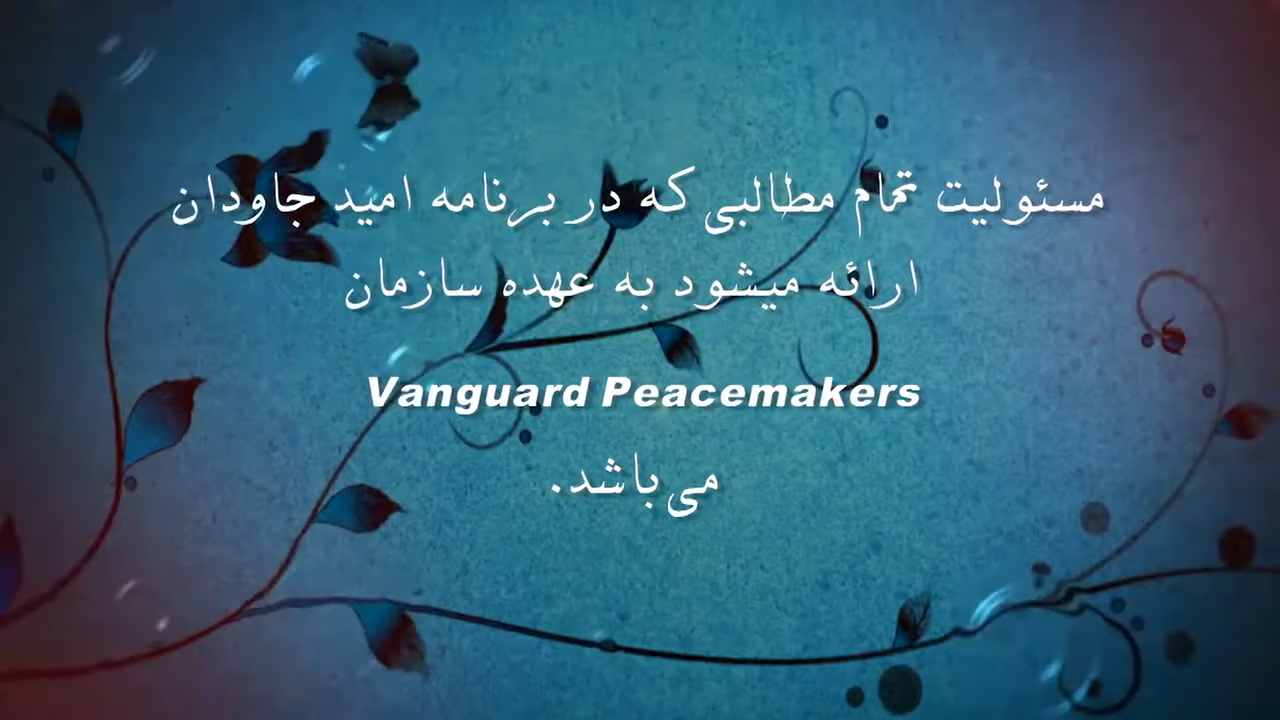 مسئولیت تمام مطالبی که در برنامه امید جاودان
ارائه میشود به عهده سازمان
Vanguard Peacemakers
می‌باشد.